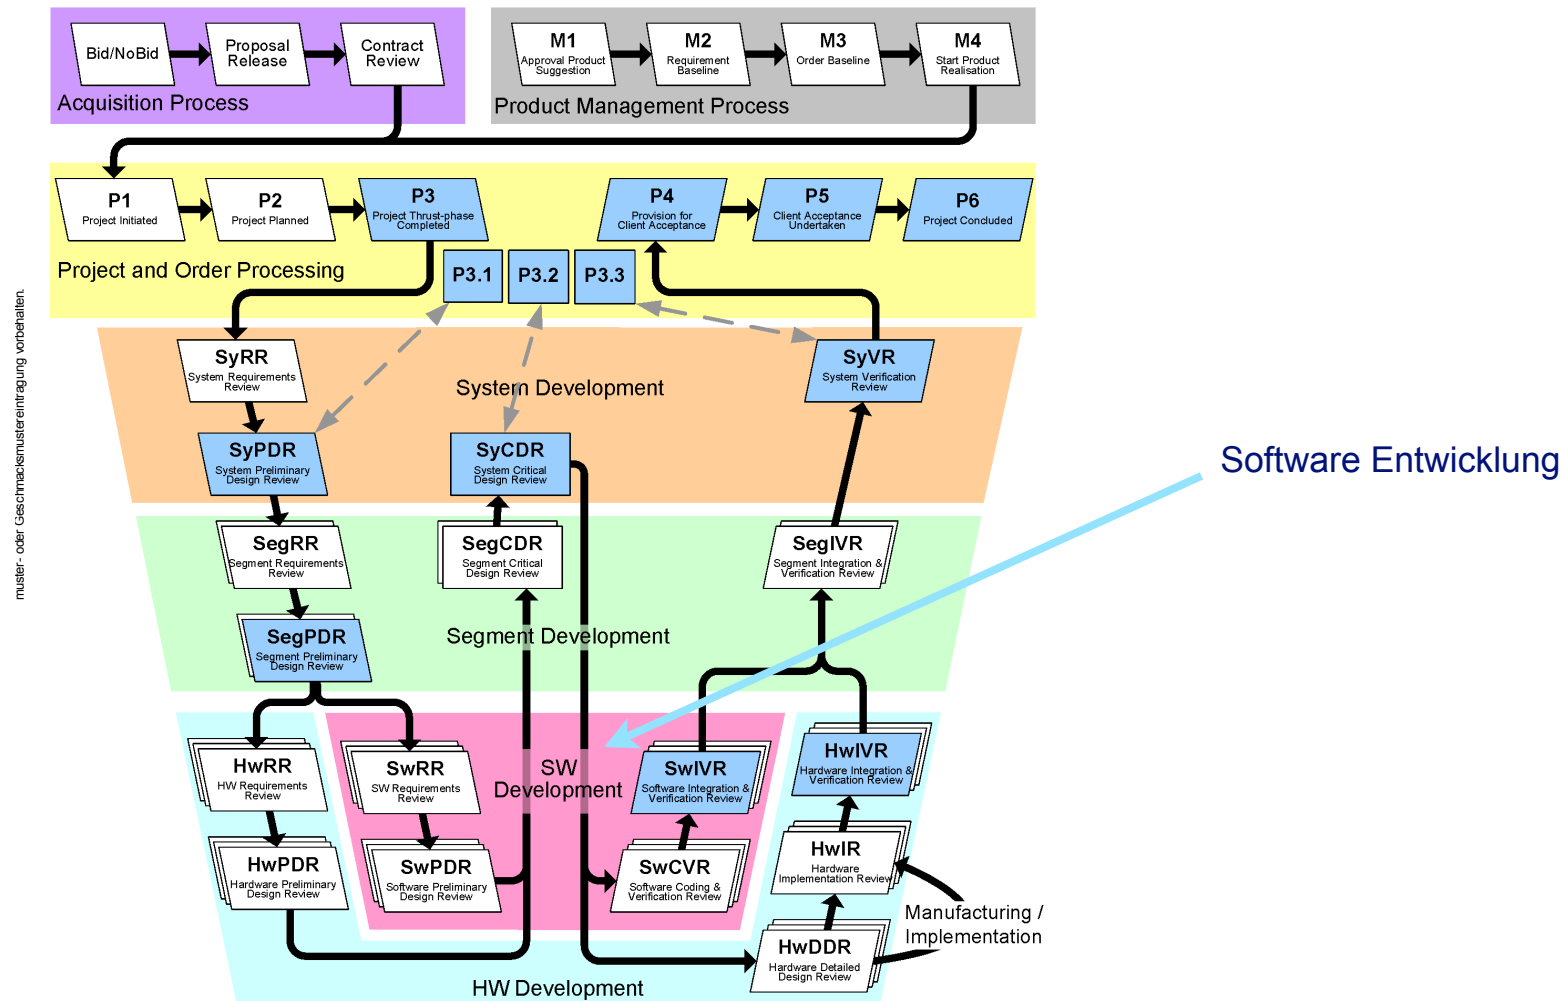 Bid/NoBid
Proposal
Release
Contract
Review
Acquisition Process
M1
Approval Product
Suggestion
M2
Requirement
Baseline
M3
Order Baseline
M4
Start Product
Realisation
Product Management Process
P1
Project Initiated
P2
Project Planned
P3
Project Thrust-phase
Completed
P4
Provision for
Client Acceptance
P5
Client Acceptance
Undertaken
P6
Project Concluded
Project and Order Processing
P3.1
P3.2
P3.3
muster- oder Geschmacksmustereintragung vorbehalten.
SyRR
System Requirements
Review
System Development
SyVR
System Verification
Review
SyPDR
System Preliminary
Design Review
SyCDR
System Critical
Design Review
Software Entwicklung
SegRR
Segment Requirements
Review
SegCDR
Segment Critical
Design Review
SegIVR
Segment Integration &
Verification Review
SegPDR
Segment Preliminary
Design Review
Segment Development
HwRR
HW Requirements
Review
SwRR
SW Requirements
Review
SW
Development
SwIVR
Software Integration &
Verification Review
HwIVR
Hardware Integration &
Verification Review
HwPDR
Hardware Preliminary
Design Review
SwPDR
Software Preliminary
Design Review
SwCVR
Software Coding &
Verification Review
HwIR
Hardware
Implementation Review
Manufacturing /
Implementation
HwDDR
Hardware Detailed
Design Review
HW Development